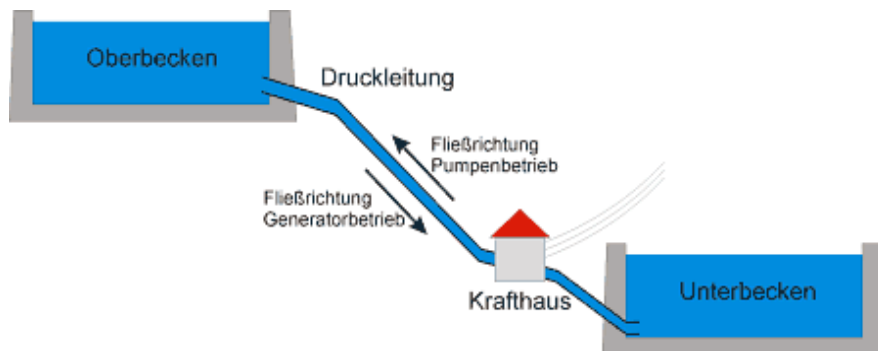 Oberbecken
Druckleitung
Fließrichtung
Pumpenbetrieb
Fließrichtung
Generatorbetrieb
Krafthaus
Unterbecken